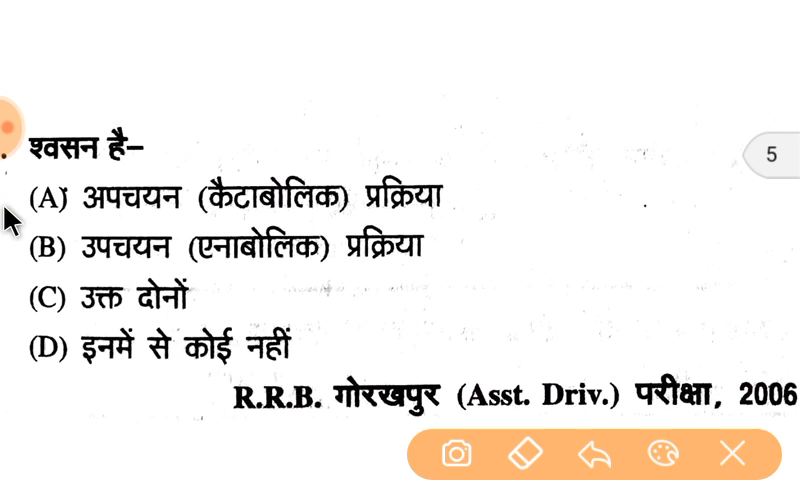 5
. श्वसन है–
(A) अपचयन (कैटाबोलिक) प्रक्रिया
(B) उपचयन (एनाबोलिक) प्रक्रिया
(C) उक्त दोनों
(D) इनमें से कोई नहीं
R.R.B. गोरखपुर (Asst. Driv.) परीक्षा, 2006